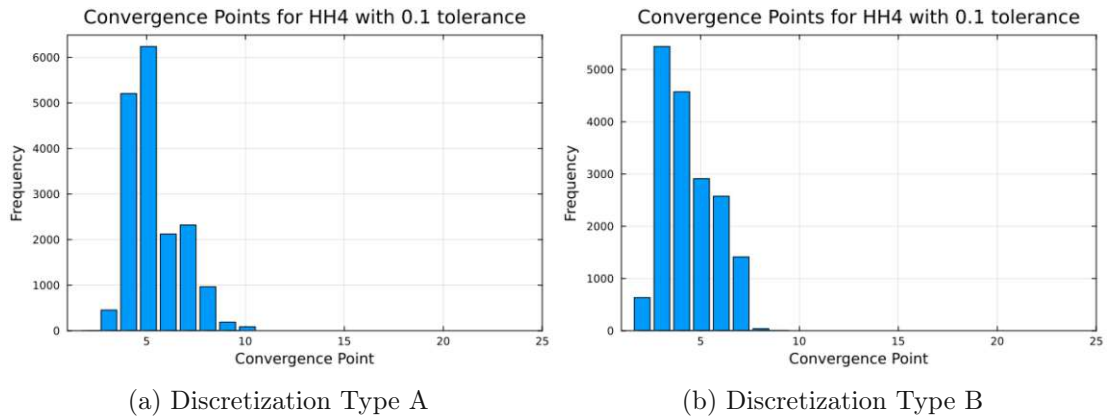 Convergence Points for HH4 with 0.1 tolerance
Frequency
6000
5000
4000
3000
2000
1000
0
5
10
15
20
25
Convergence Point
(a) Discretization Type A
Convergence Points for HH4 with 0.1 tolerance
Frequency
5000
4000
3000
2000
1000
0
5
10
15
20
25
Convergence Point
(b) Discretization Type B